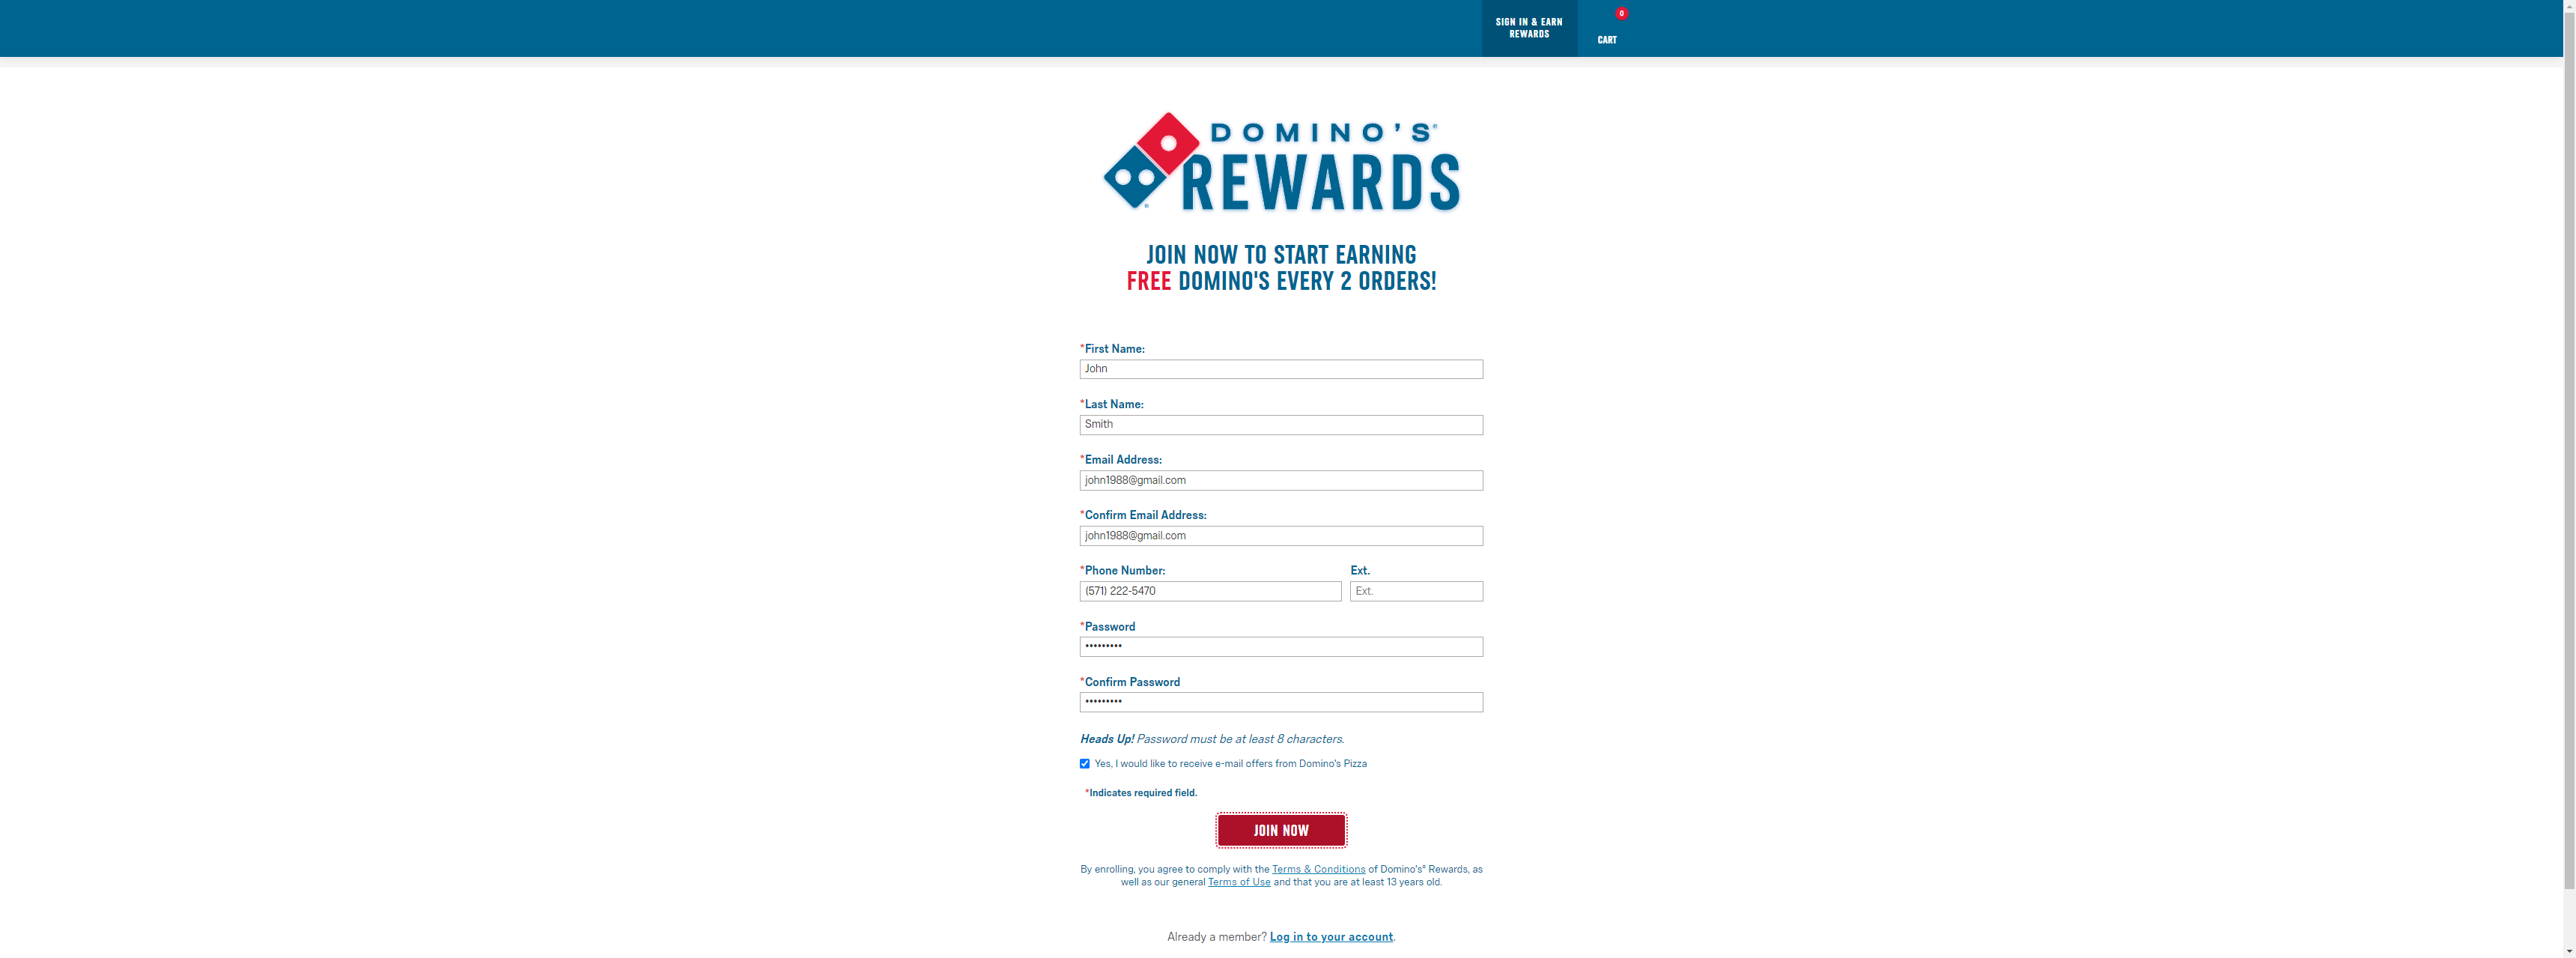 SIGN IN & EARN
REWARDS
0
CART
DOMINO'S®
REWARDS
JOIN NOW TO START EARNING
FREE DOMINO'S EVERY 2 ORDERS!
*First Name:
John
*Last Name:
Smith
*Email Address:
john1988@gmail.com
*Confirm Email Address:
john1988@gmail.com
*Phone Number: Ext.
(571) 222-5470 Ext.
*Password
•••••••••
*Confirm Password
•••••••••
Heads Up! Password must be at least 8 characters.
Yes, I would like to receive e-mail offers from Domino's Pizza
*Indicates required field.
JOIN NOW
By enrolling, you agree to comply with the Terms & Conditions of Domino's® Rewards, as
well as our general Terms of Use and that you are at least 13 years old.
Already a member? Log in to your account.